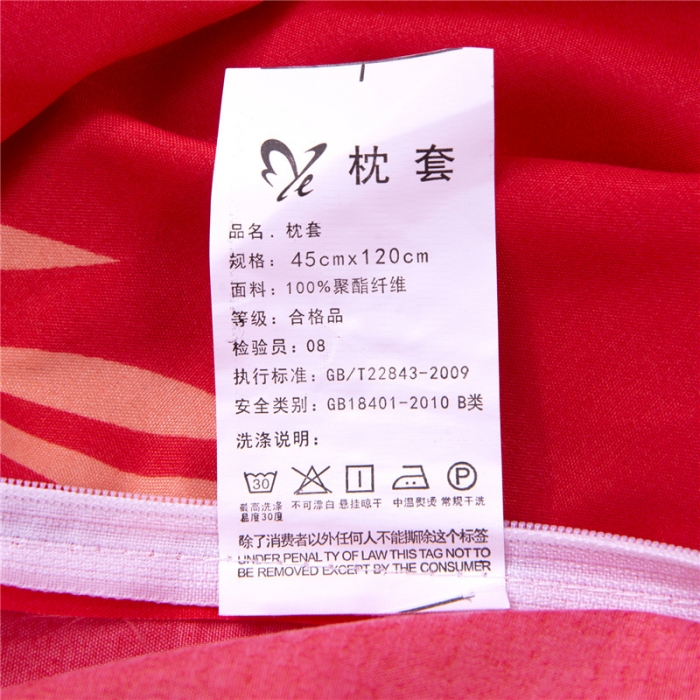 枕套
品名．枕套
规格：45cmx120cm
面料：100%聚酯纤维
等级：合格品
检验员：08
执行标准：GB/T22843-2009
安全类别：GB18401-2010 B类
洗涤说明：
30 P
最高洗涤 不可漂白 悬挂晾干 中温熨烫 常规干洗
温度30度
除了消费者以外任何人不能撕除这个标签
UNDER PENALTY OF LAW THIS TAG NOT TO
BE REMOVED EXCEPT BY THE CONSUMER